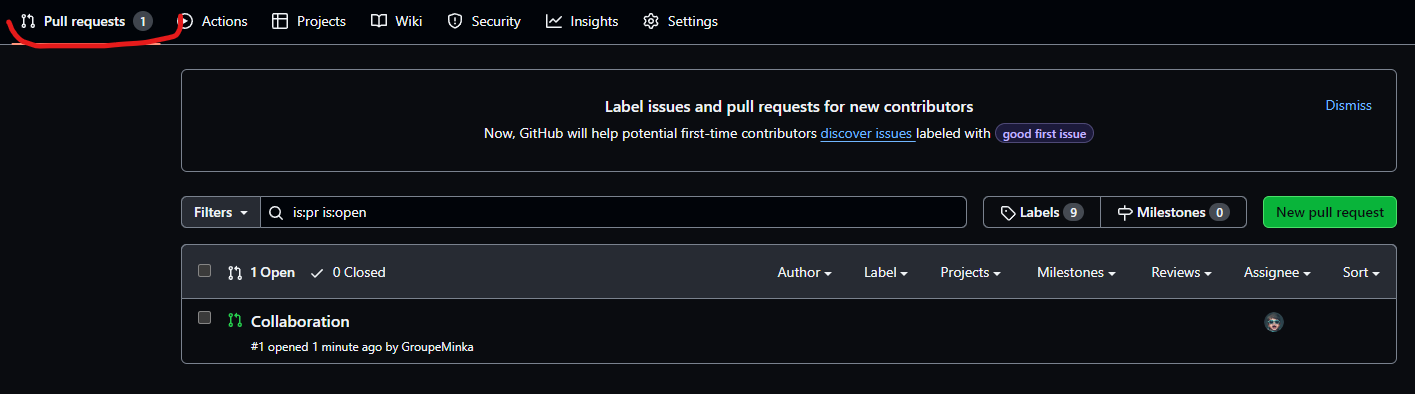 Pull requests 1 Actions Projects Wiki Security Insights Settings
Label issues and pull requests for new contributors
Dismiss
Now, GitHub will help potential first-time contributors discover issues labeled with good first issue
Filters is:pr is:open Labels 9 Milestones 0 New pull request
1 Open 0 Closed Author Label Projects Milestones Reviews Assignee Sort
Collaboration
#1 opened 1 minute ago by GroupeMinka